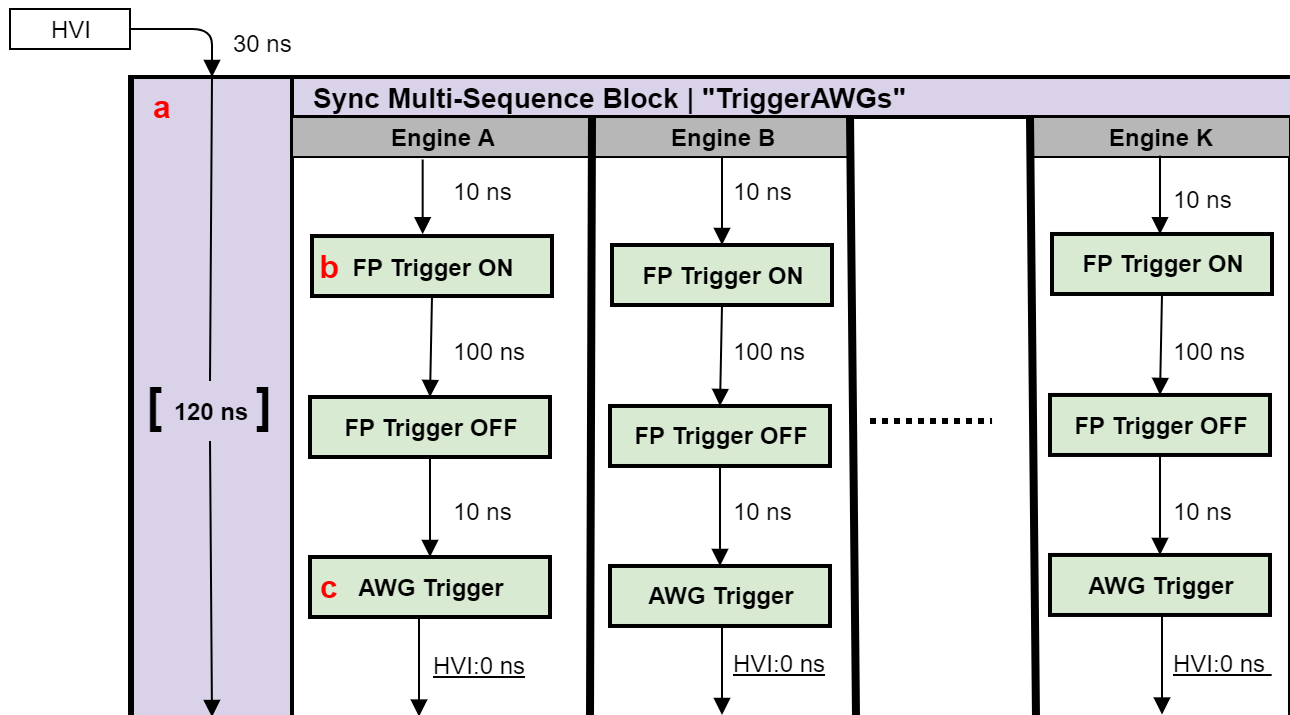 HVI
30 ns
a
Sync Multi-Sequence Block | "TriggerAWGs"
Engine A
Engine B
Engine K
10 ns
10 ns
10 ns
b FP Trigger ON
FP Trigger ON
FP Trigger ON
100 ns
100 ns
100 ns
[ 120 ns ]
FP Trigger OFF
FP Trigger OFF
FP Trigger OFF
10 ns
10 ns
10 ns
c AWG Trigger
AWG Trigger
AWG Trigger
HVI:0 ns
HVI:0 ns
HVI:0 ns